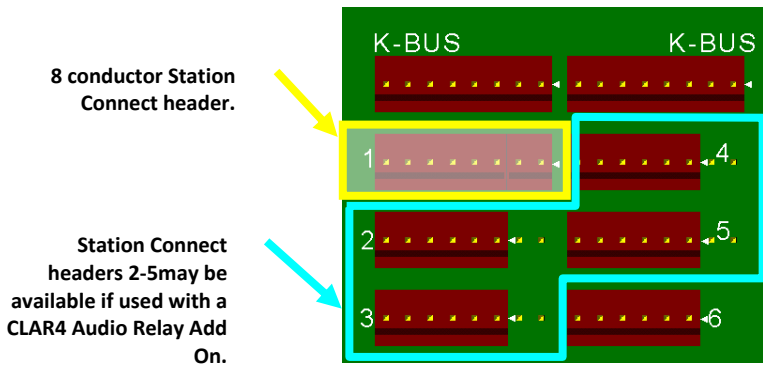 K-BUS K-BUS
8 conductor Station
Connect header.
1 4
2 5
Station Connect
headers 2-5may be
available if used with a
CLAR4 Audio Relay Add
On.
3 6